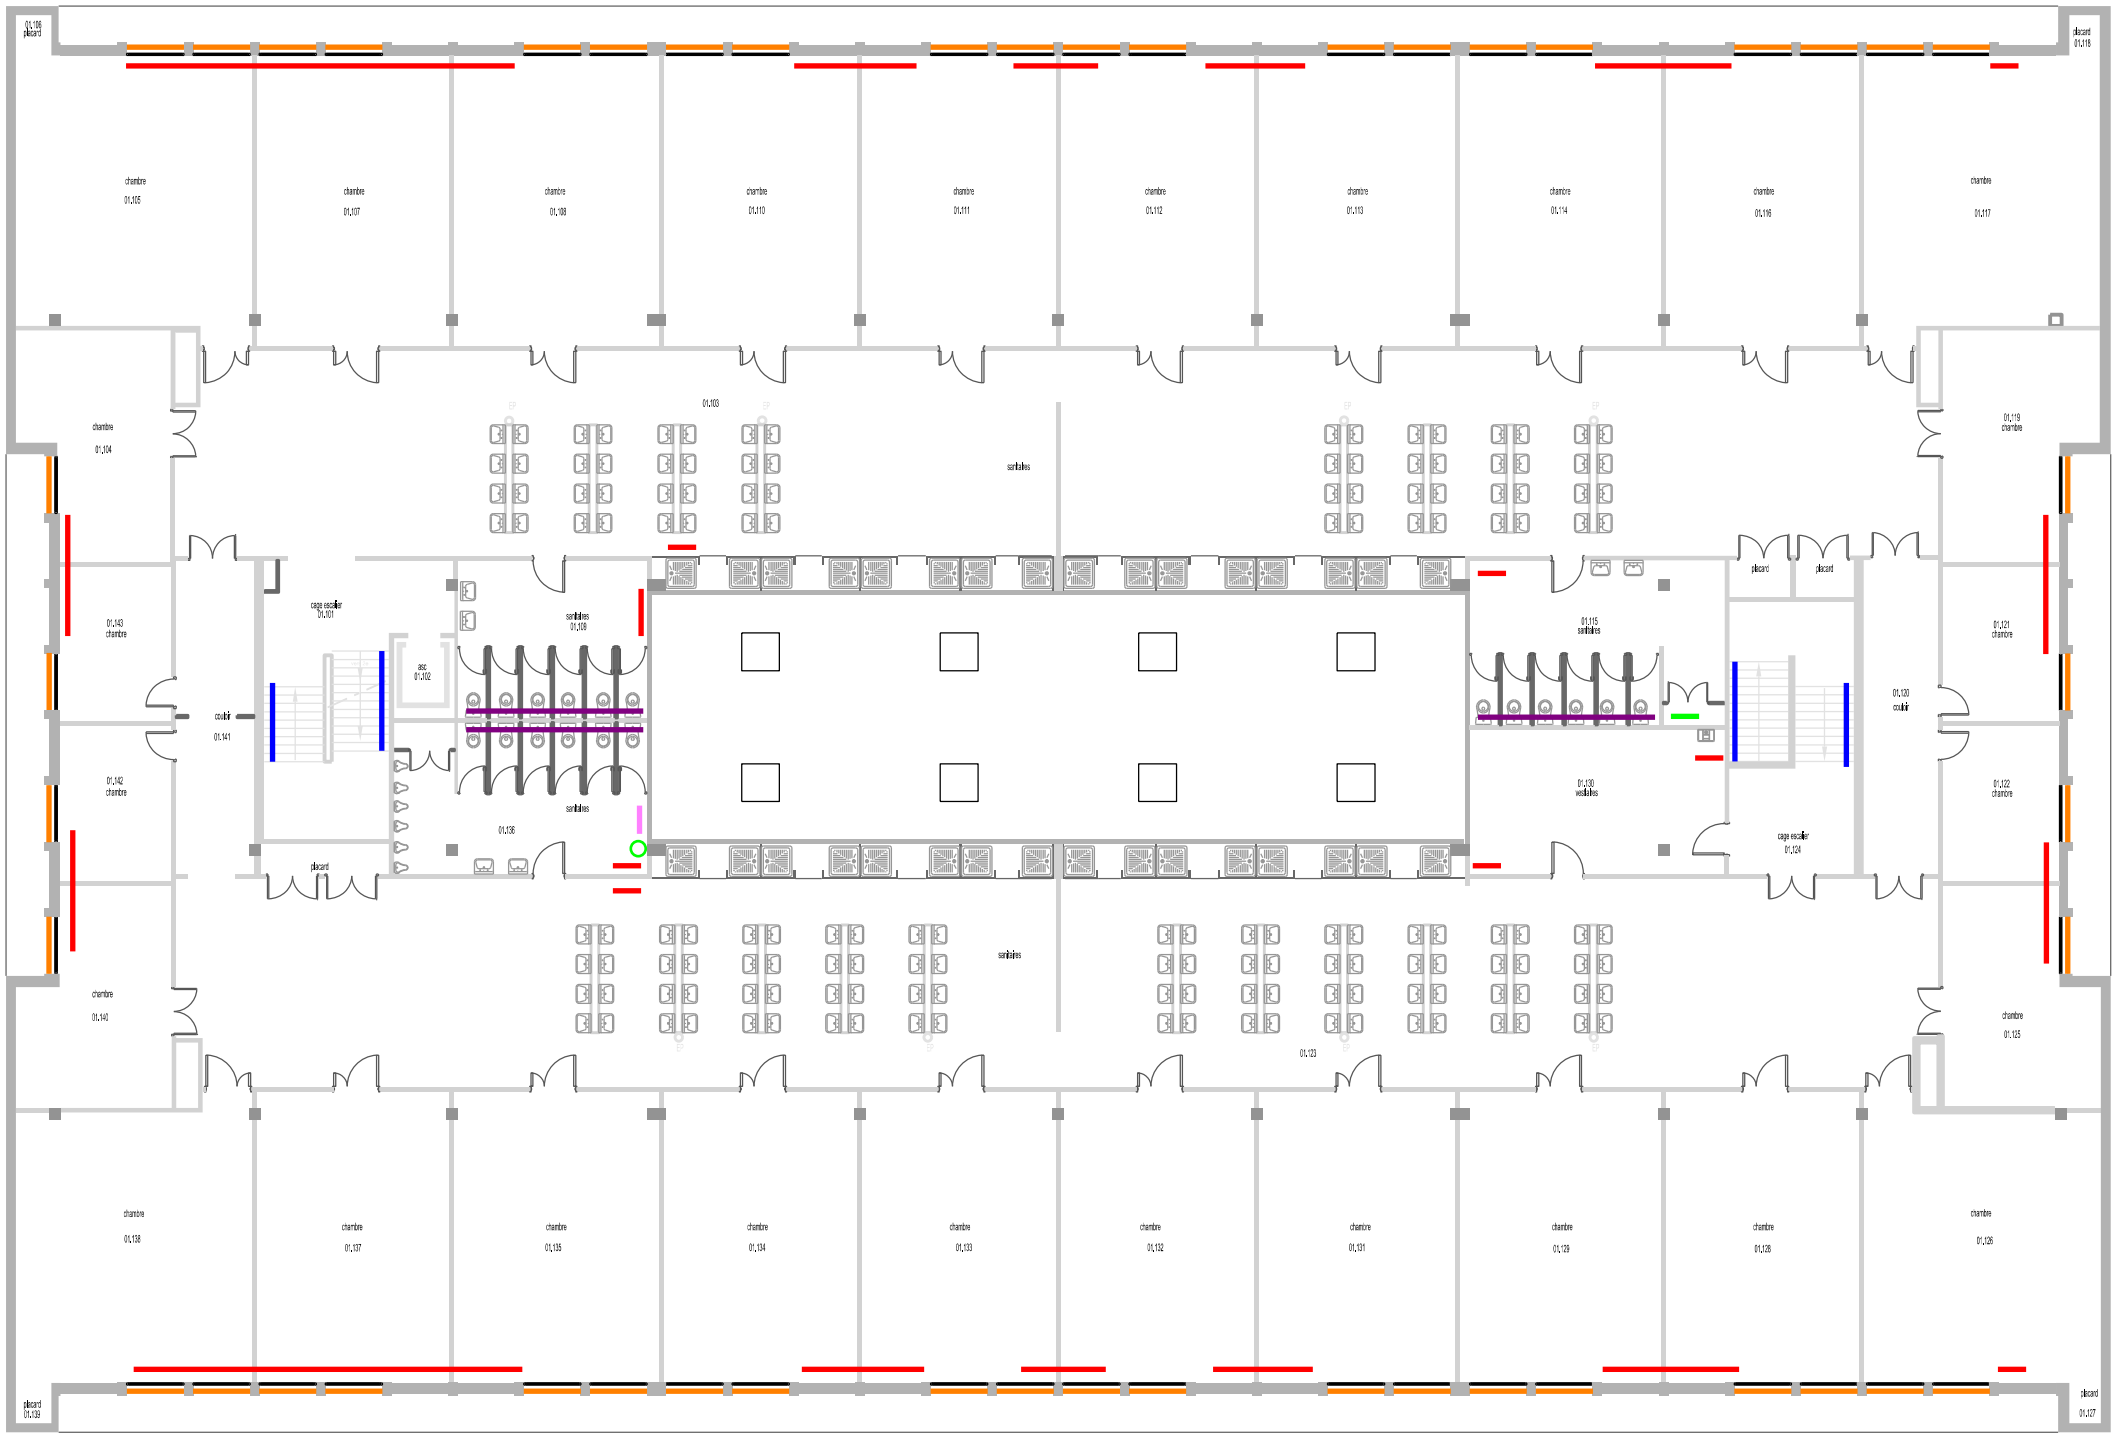 01.106
placard
placard
01.118
chambre
01.105
chambre
01.107
chambre
01.108
chambre
01.110
chambre
01.111
chambre
01.112
chambre
01.113
chambre
01.114
chambre
01.116
chambre
01.117
01.103
chambre
01.104
01.119
chambre
sanitaires
placard
placard
cage escalier
01.101
sanitaires
01.109
01.115
sanitaires
01.143
chambre
01.121
chambre
asc
01.102
couloir
01.141
01.120
couloir
01.142
chambre
01.130
vestiaires
01.122
chambre
sanitaires
01.136
cage escalier
01.124
placard
sanitaires
chambre
01.140
chambre
01.125
01.123
chambre
01.138
chambre
01.137
chambre
01.135
chambre
01.134
chambre
01.133
chambre
01.132
chambre
01.131
chambre
01.129
chambre
01.128
chambre
01.126
placard
01.139
placard
01.127